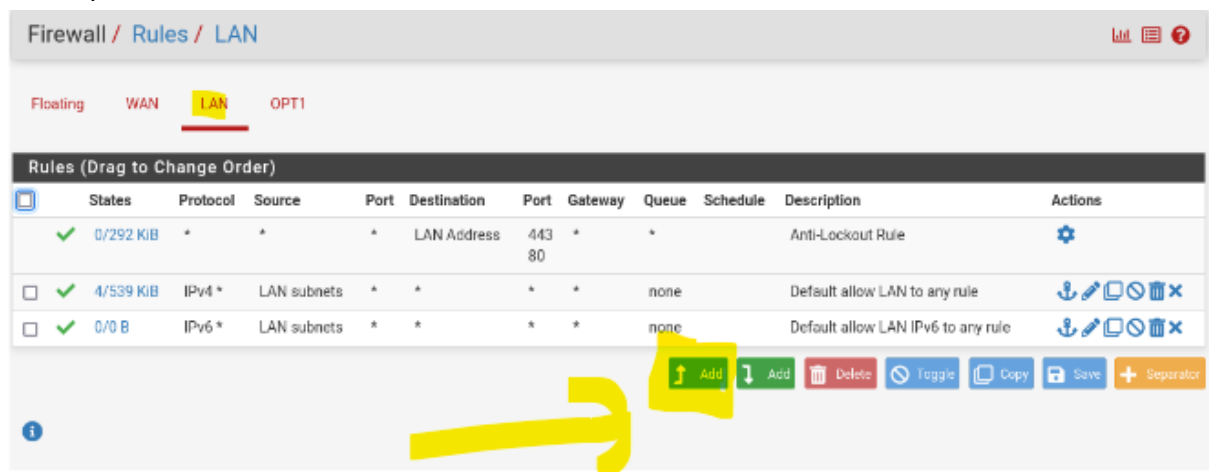 Firewall / Rules / LAN
Floating WAN LAN OPT1
Rules (Drag to Change Order)
States Protocol Source Port Destination Port Gateway Queue Schedule Description Actions
0/292 KiB * * * LAN Address 443 * * Anti-Lockout Rule
80
4/539 KiB IPv4 * LAN subnets * * * * none Default allow LAN to any rule
0/0 B IPv6 * LAN subnets * * * * none Default allow LAN IPv6 to any rule
Add Add Delete Toggle Copy Save Separator